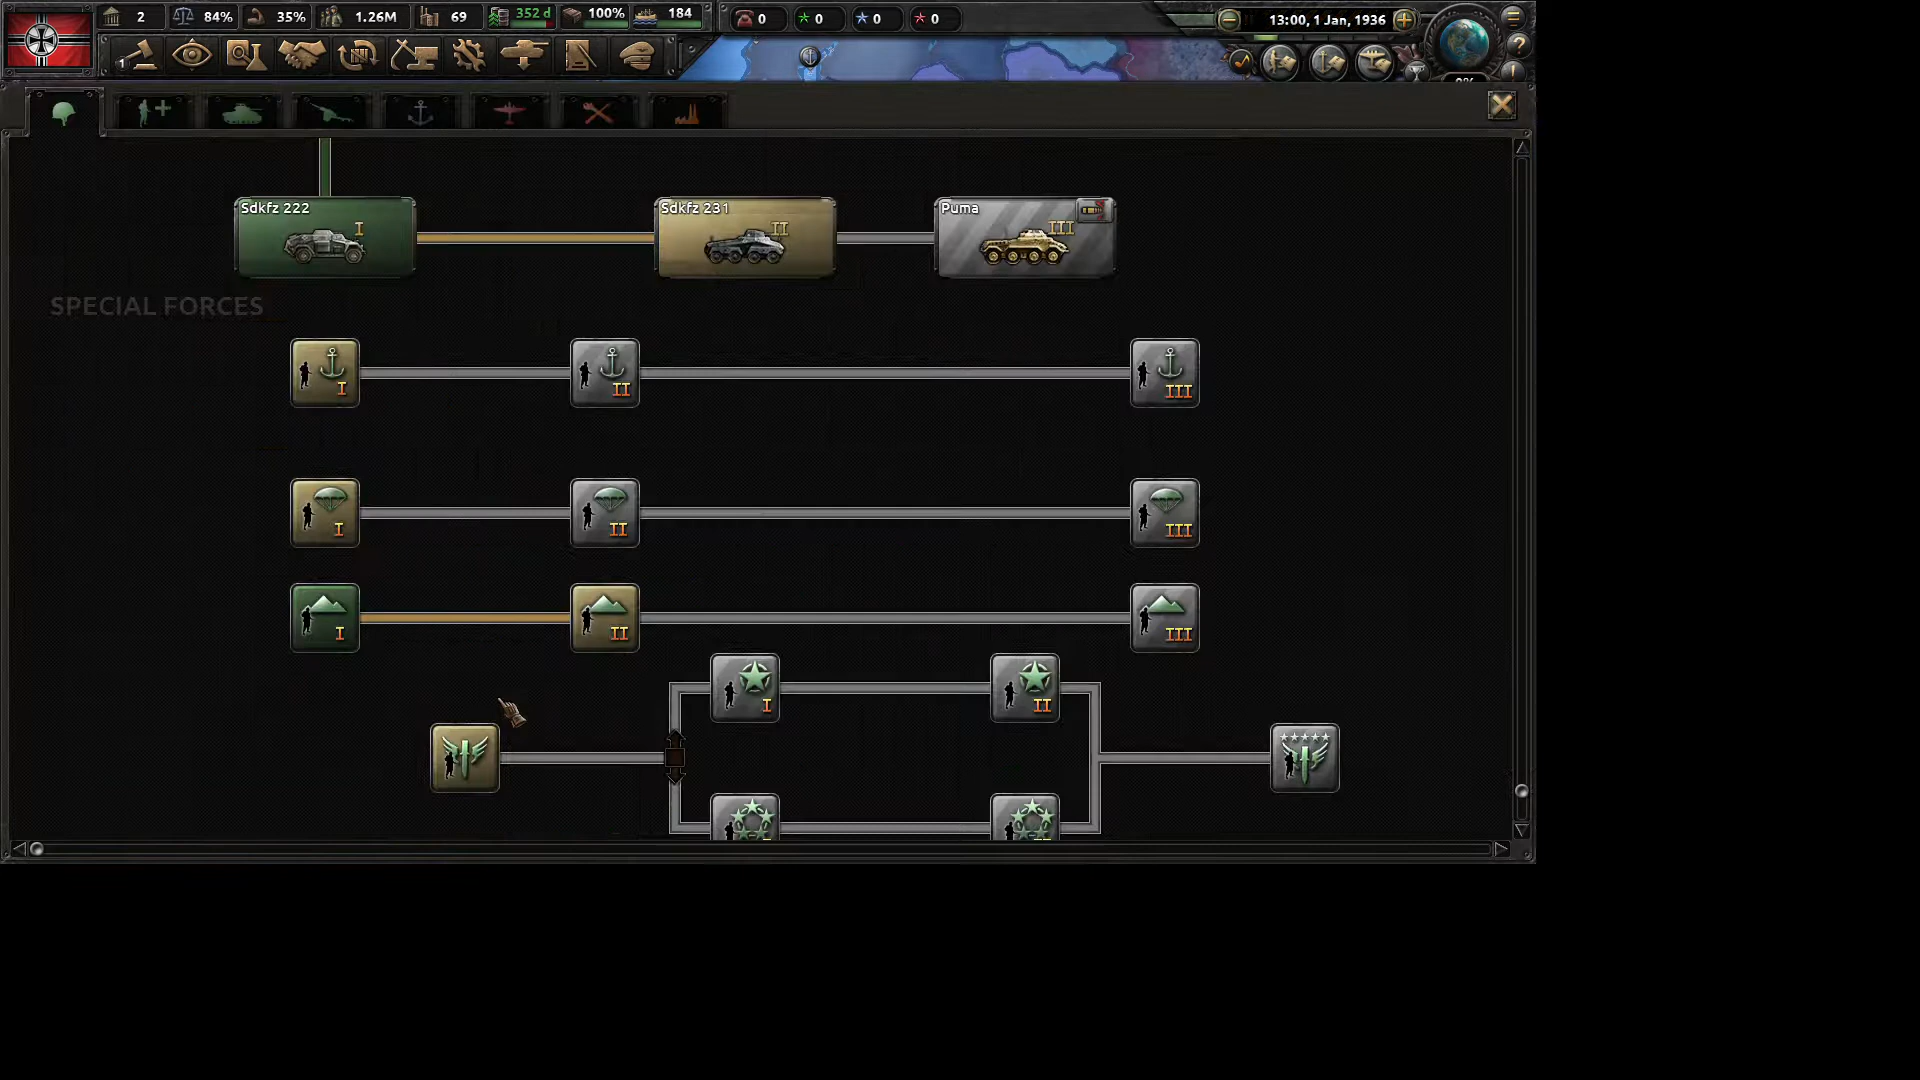 2 84% 35% 1.26M 69 352 d 100% 184 0 0 0 0 13:00, 1 Jan, 1936
1
Sdkfz 222 Sdkfz 231 Puma
I II III
SPECIAL FORCES
I II III
I II III
I II III
I II